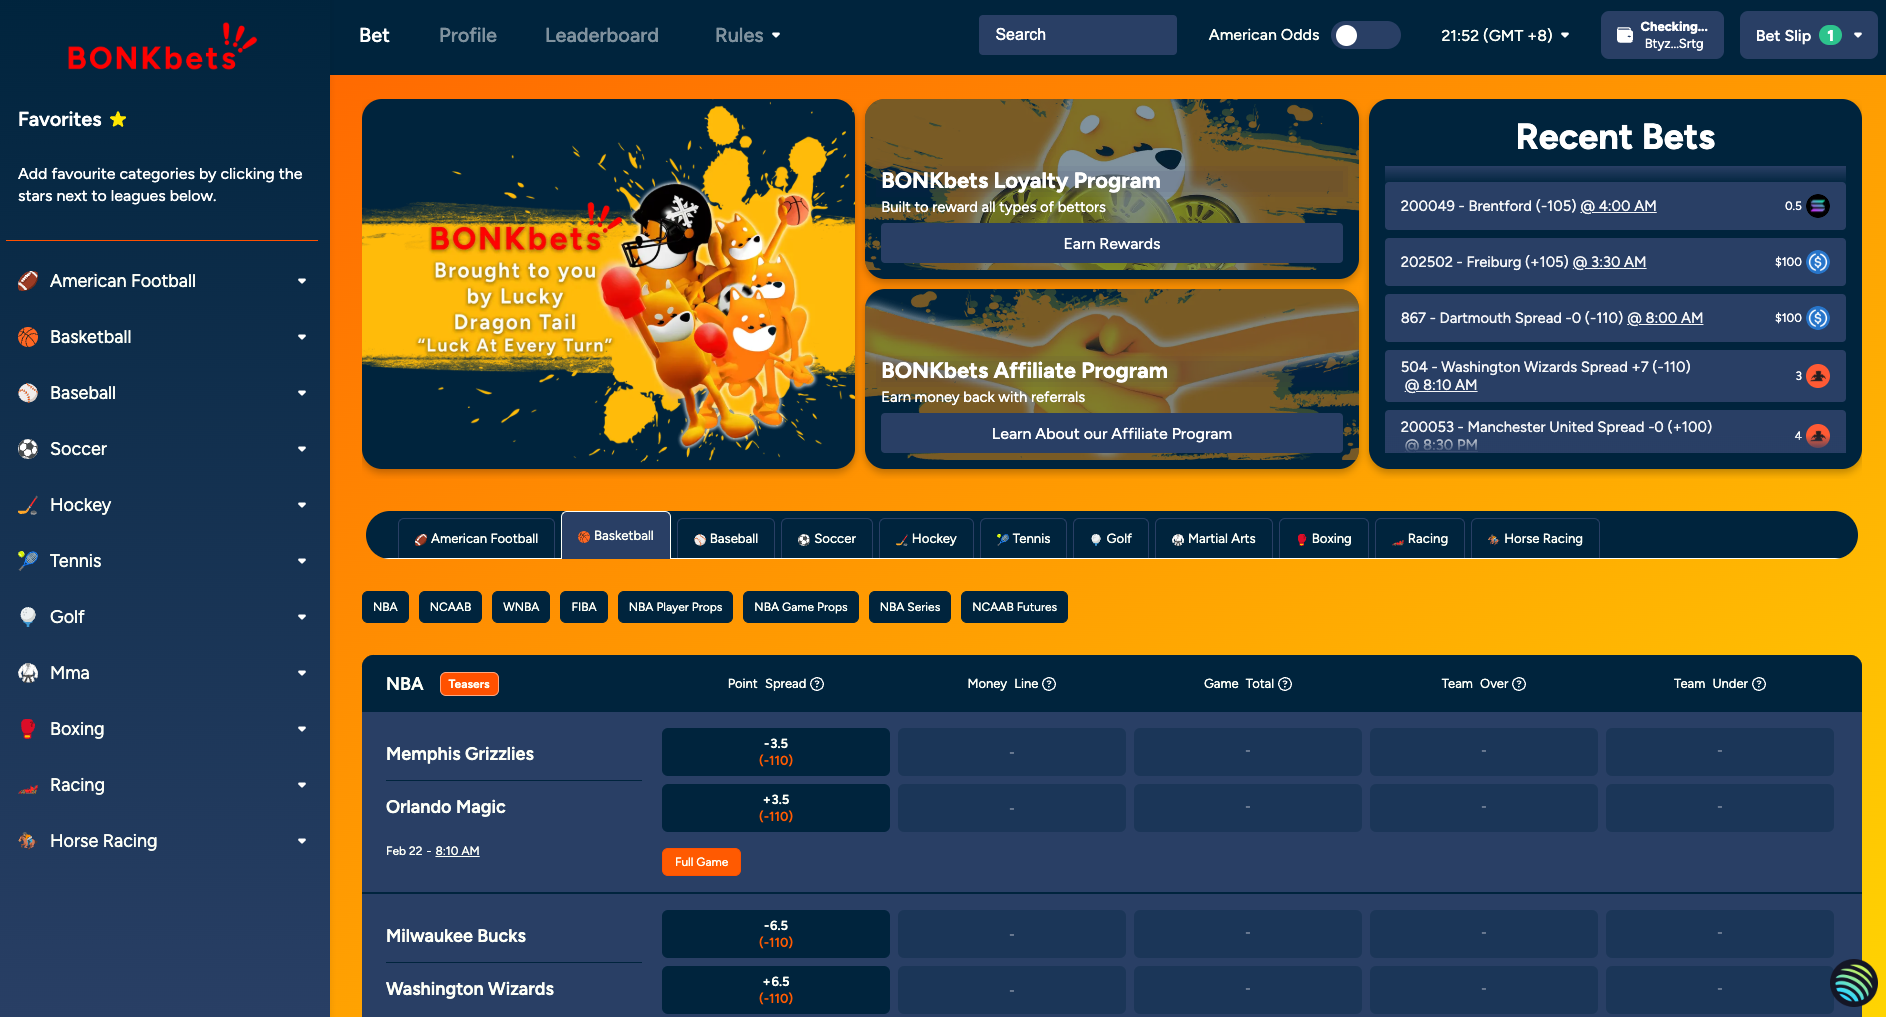 BONKbets
Bet
Profile
Leaderboard
Rules
Search
American Odds
21:52 (GMT +8)
Checking...
Btyz...Srtg
Bet Slip 1
Favorites
Add favourite categories by clicking the
stars next to leagues below.
American Football
Basketball
Baseball
Soccer
Hockey
Tennis
Golf
Mma
Boxing
Racing
Horse Racing
BONKbets
Brought to you
by Lucky
Dragon Tail
“Luck At Every Turn”
BONKbets Loyalty Program
Built to reward all types of bettors
Earn Rewards
BONKbets Affiliate Program
Earn money back with referrals
Learn About our Affiliate Program
Recent Bets
200049 - Brentford (-105) @ 4:00 AM 0.5
202502 - Freiburg (+105) @ 3:30 AM $100
867 - Dartmouth Spread -0 (-110) @ 8:00 AM $100
504 - Washington Wizards Spread +7 (-110)
@ 8:10 AM 3
200053 - Manchester United Spread -0 (+100)
@ 8:30 PM 4
American Football Basketball Baseball Soccer Hockey Tennis Golf Martial Arts Boxing Racing Horse Racing
NBA NCAAB WNBA FIBA NBA Player Props NBA Game Props NBA Series NCAAB Futures
NBA Teasers Point Spread ? Money Line ? Game Total ? Team Over ? Team Under ?
Memphis Grizzlies
-3.5
(-110)
- - - -
Orlando Magic
+3.5
(-110)
- - - -
Feb 22 - 8:10 AM
Full Game
Milwaukee Bucks
-6.5
(-110)
- - - -
Washington Wizards
+6.5
(-110)
- - - -